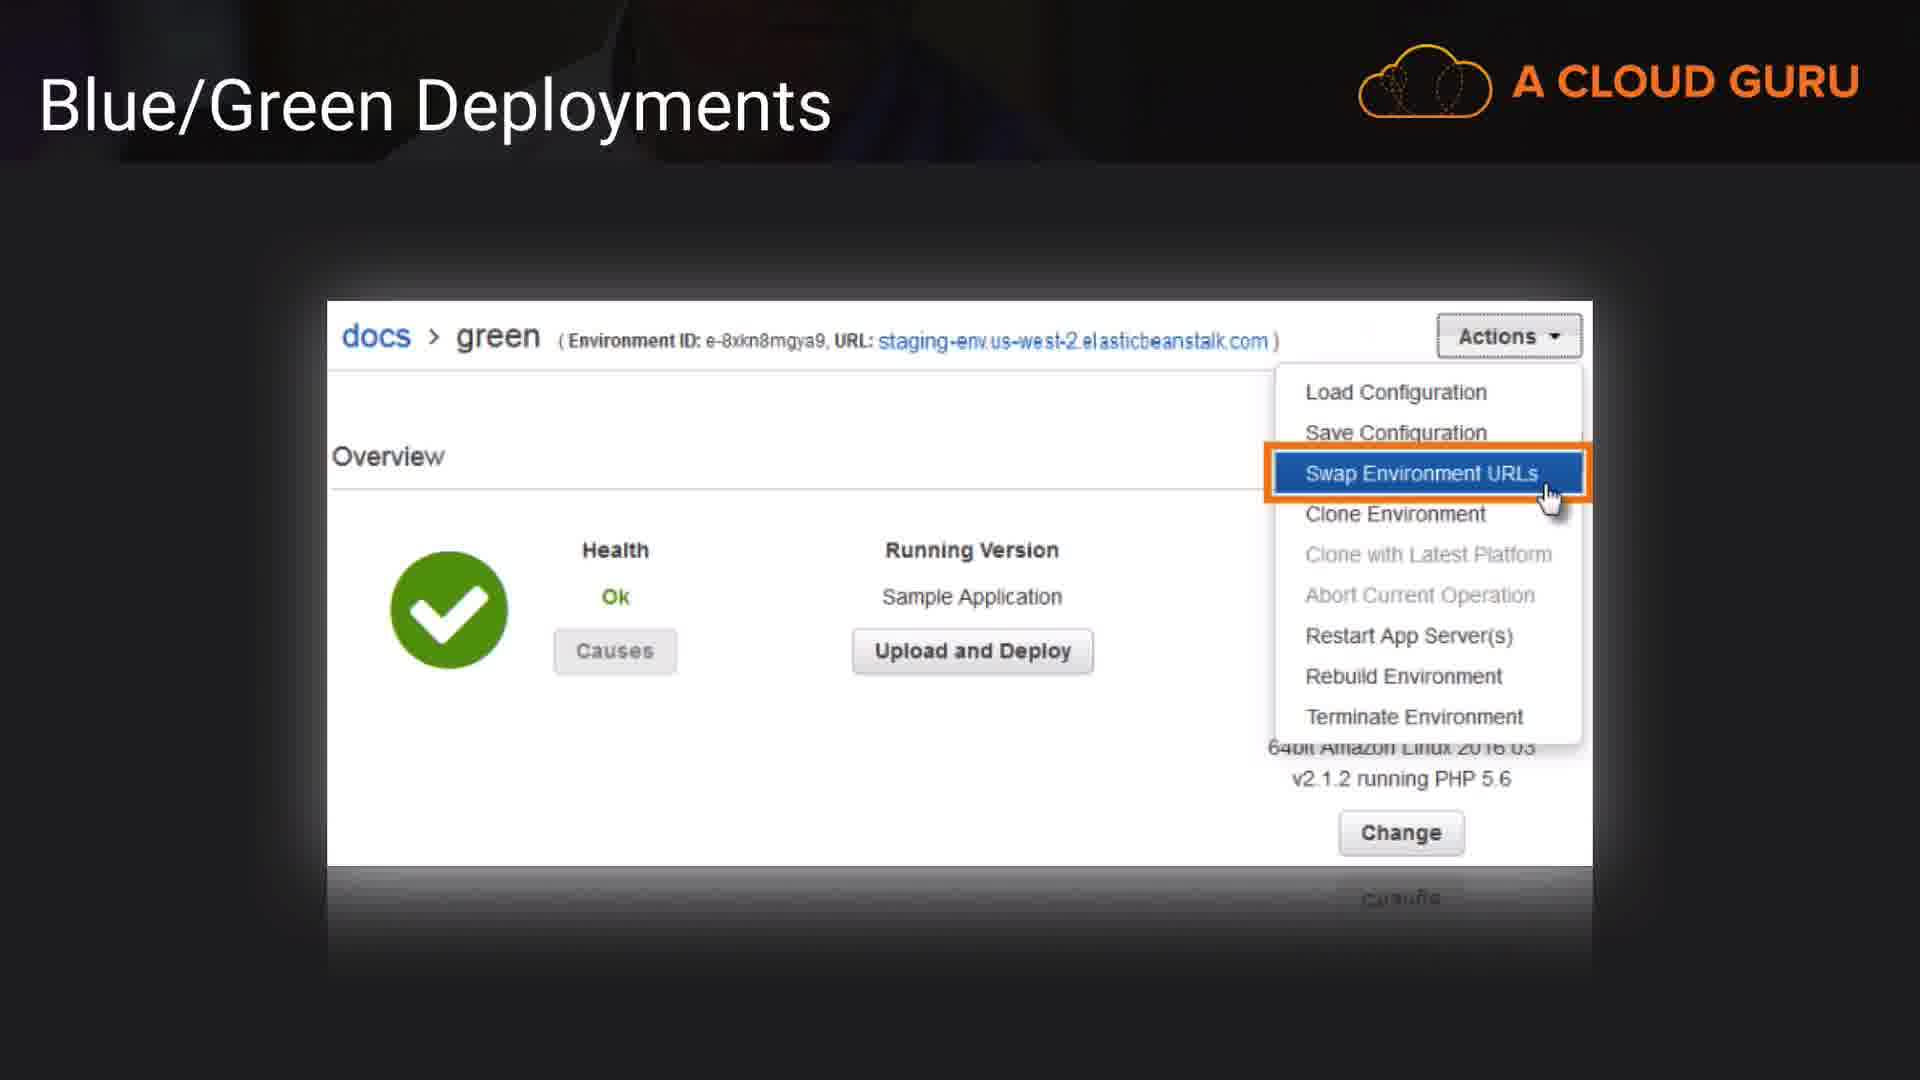 Blue/Green Deployments
A CLOUD GURU
docs > green ( Environment ID: e-8xkn8mgya9, URL: staging-env.us-west-2.elasticbeanstalk.com )
Actions
Load Configuration
Save Configuration
Overview
Swap Environment URLs
Clone Environment
Health
Running Version
Clone with Latest Platform
Ok
Sample Application
Abort Current Operation
Restart App Server(s)
Causes
Upload and Deploy
Rebuild Environment
Terminate Environment
64bit Amazon Linux 2016.03
v2.1.2 running PHP 5.6
Change